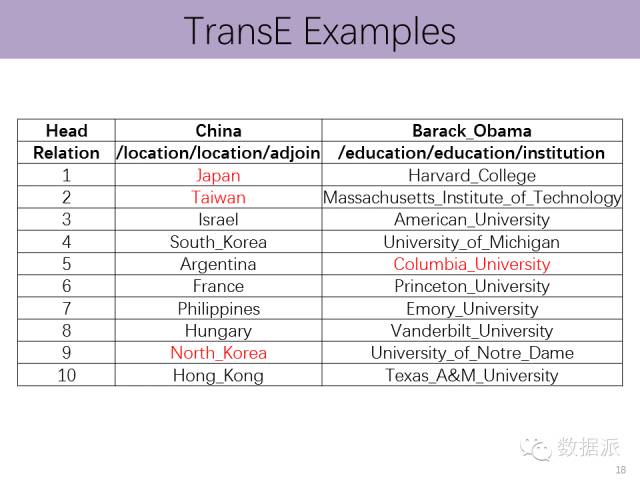 TransE Examples
Head China Barack_Obama
Relation /location/location/adjoin /education/education/institution
1 Japan Harvard_College
2 Taiwan Massachusetts_Institute_of_Technology
3 Israel American_University
4 South_Korea University_of_Michigan
5 Argentina Columbia_University
6 France Princeton_University
7 Philippines Emory_University
8 Hungary Vanderbilt_University
9 North_Korea University_of_Notre_Dame
10 Hong_Kong Texas_A&M_University
数据派
18